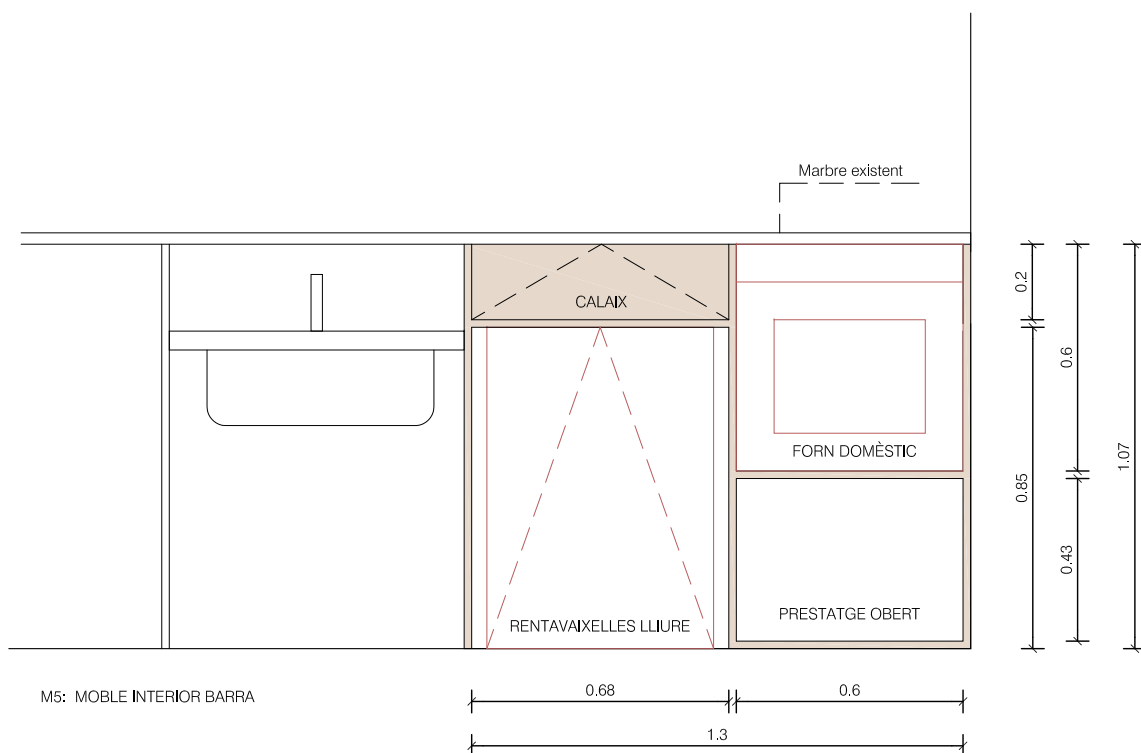 Marbre existent
CALAIX
0.2
0.6
FORN DOMÈSTIC
1.07
0.85
0.43
PRESTATGE OBERT
RENTAVAIXELLES LLIURE
M5: MOBLE INTERIOR BARRA
0.68
0.6
1.3